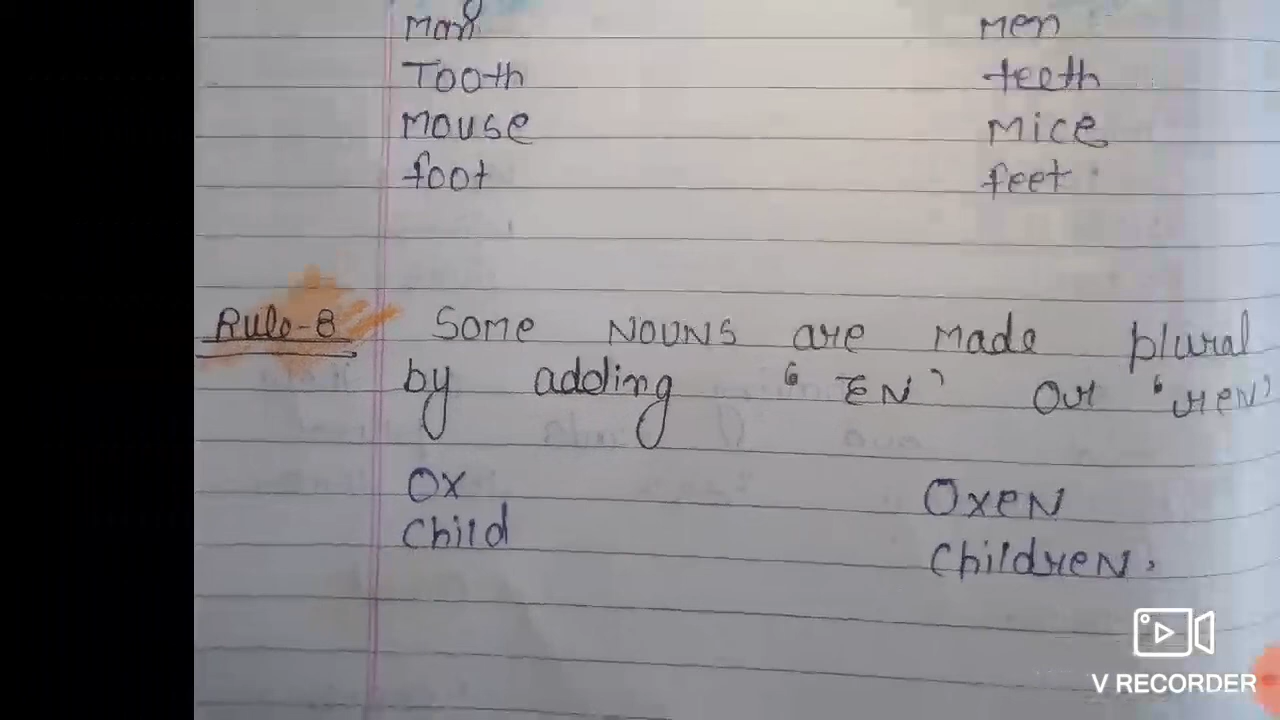 Man Men
Tooth teeth
Mouse Mice
foot feet
Rule-8 Some NOUNS are made plural
by adding 'EN' or 'ren'
Ox OxeN
Child ChildreN.
V RECORDER